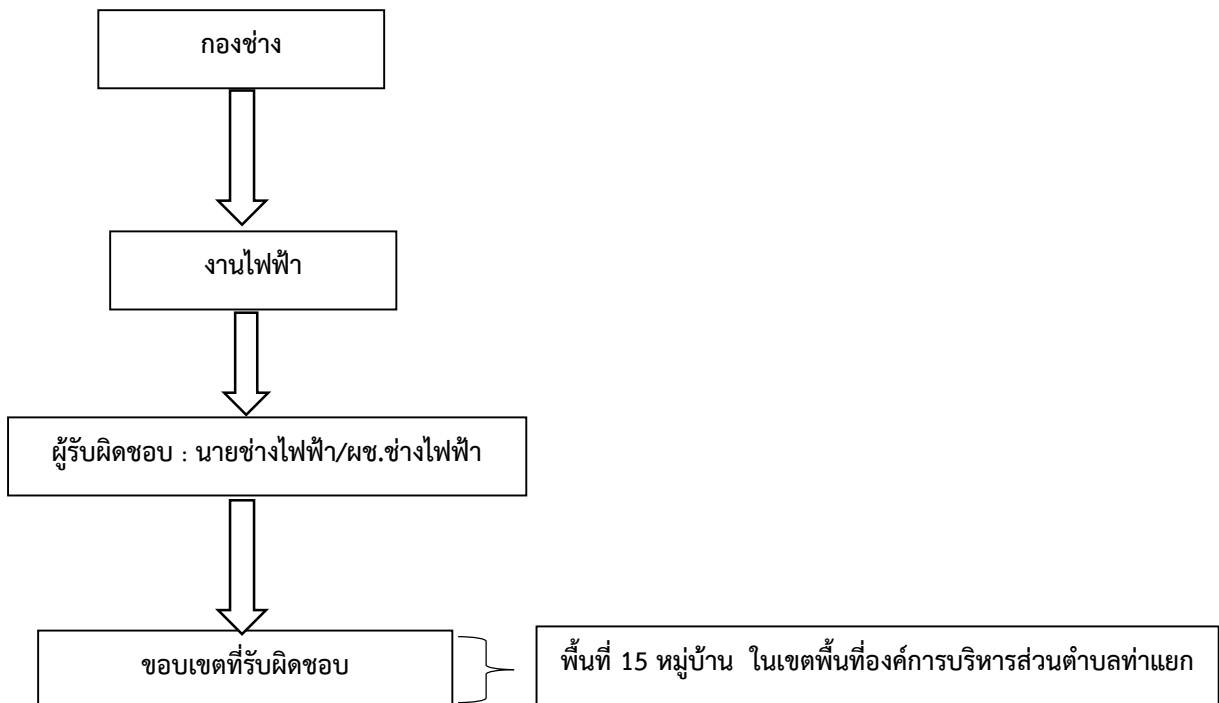 กองช่าง
งานไฟฟ้า
ผู้รับผิดชอบ : นายช่างไฟฟ้า/ผช.ช่างไฟฟ้า
ขอบเขตที่รับผิดชอบ
พื้นที่ 15 หมู่บ้าน ในเขตพื้นที่องค์การบริหารส่วนตำบลท่าแยก